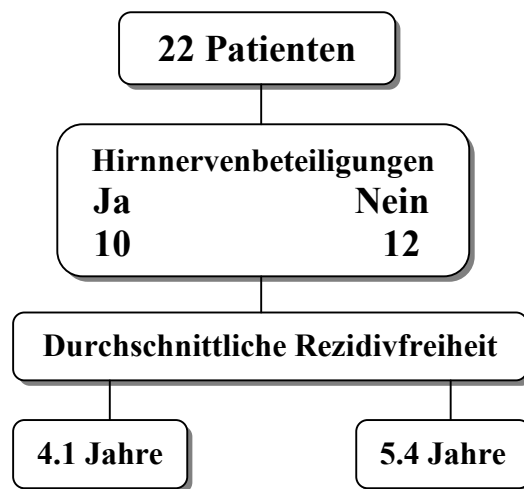 22 Patienten
Hirnnervenbeteiligungen
Ja Nein
10 12
Durchschnittliche Rezidivfreiheit
4.1 Jahre 5.4 Jahre